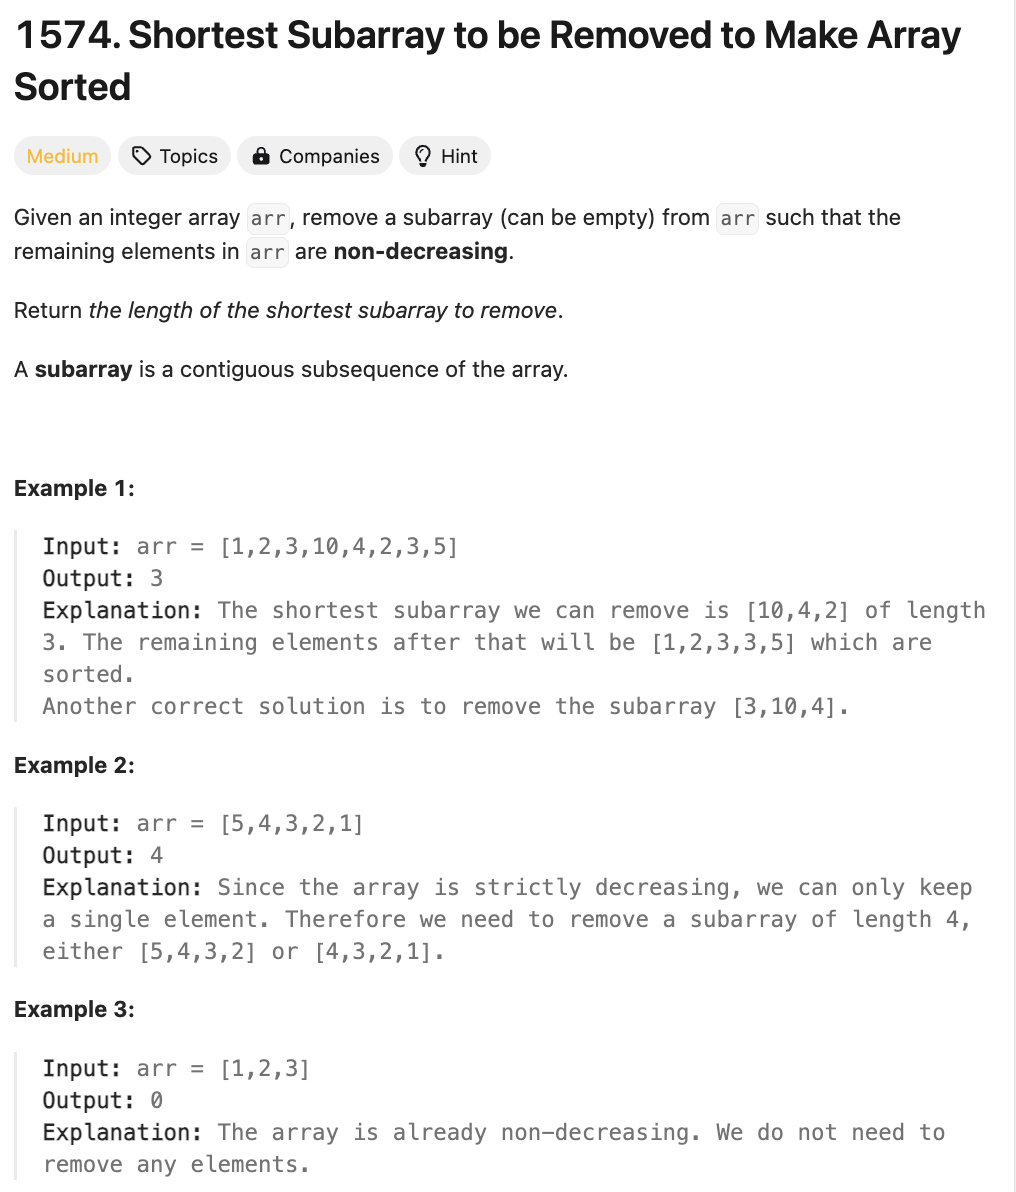 1574. Shortest Subarray to be Removed to Make Array
Sorted
Medium Topics Companies Hint
Given an integer array arr, remove a subarray (can be empty) from arr such that the
remaining elements in arr are non-decreasing.
Return the length of the shortest subarray to remove.
A subarray is a contiguous subsequence of the array.
Example 1:
Input: arr = [1,2,3,10,4,2,3,5]
Output: 3
Explanation: The shortest subarray we can remove is [10,4,2] of length
3. The remaining elements after that will be [1,2,3,3,5] which are
sorted.
Another correct solution is to remove the subarray [3,10,4].
Example 2:
Input: arr = [5,4,3,2,1]
Output: 4
Explanation: Since the array is strictly decreasing, we can only keep
a single element. Therefore we need to remove a subarray of length 4,
either [5,4,3,2] or [4,3,2,1].
Example 3:
Input: arr = [1,2,3]
Output: 0
Explanation: The array is already non-decreasing. We do not need to
remove any elements.